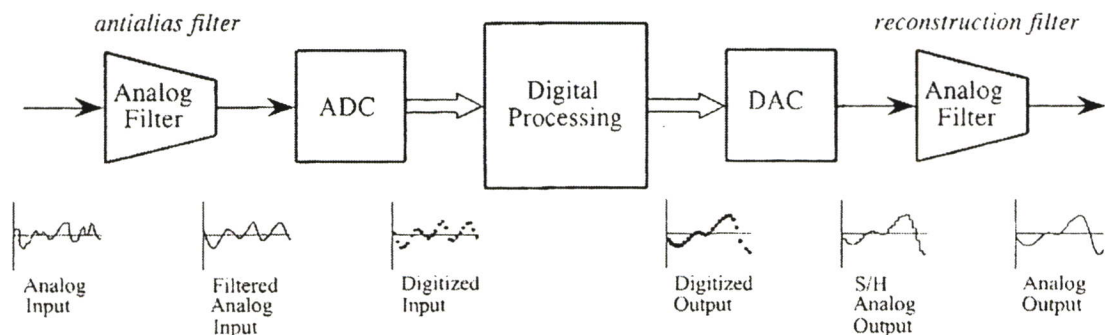 antialias filter
reconstruction filter
Analog
Filter
ADC
Digital
Processing
DAC
Analog
Filter
Analog
Input
Filtered
Analog
Input
Digitized
Input
Digitized
Output
S/H
Analog
Output
Analog
Output